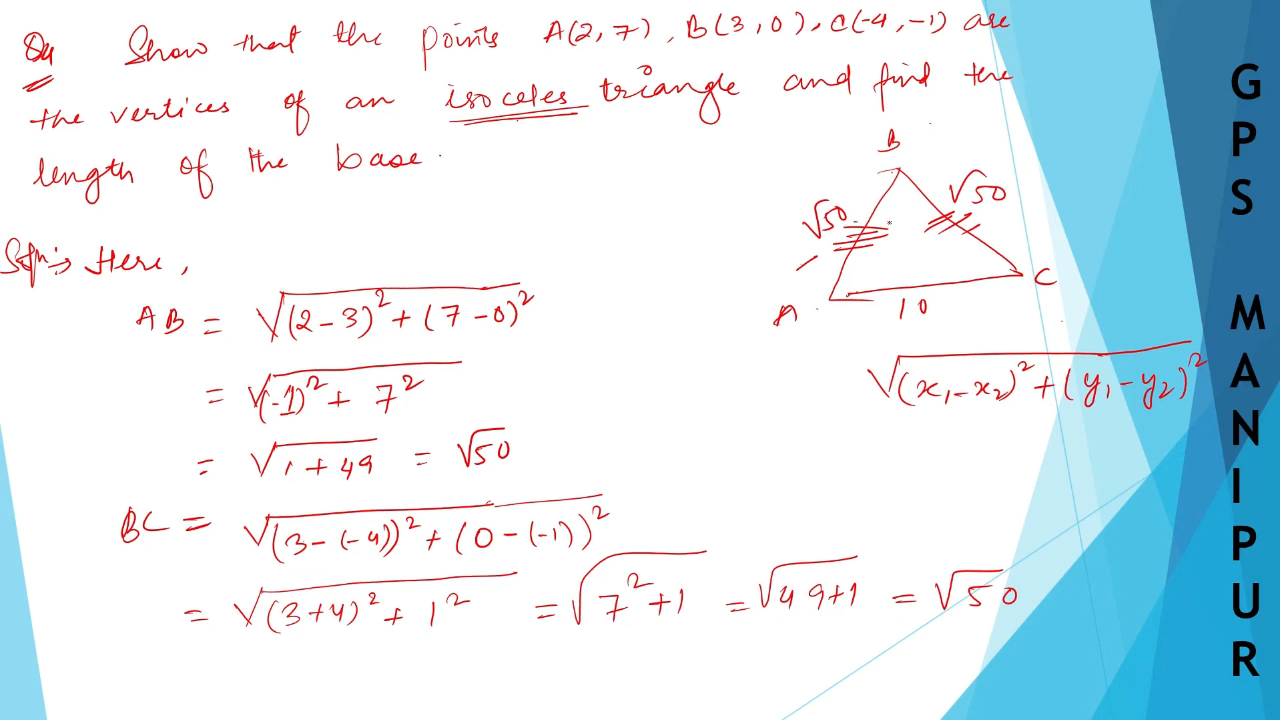 Q4 Show that the points A(2,7), B(3,0), C(-4,-1) are
the vertices of an isoceles triangle and find the
length of the base.
Soln:→ Here,
AB = √(2-3)²+(7-0)²
= √(-1)²+7²
= √1+49 = √50
BC = √(3-(-4))²+(0-(-1))²
= √(3+4)²+1² = √7²+1 = √49+1 = √50
B
√50
√50
A
10
C
√(x₁-x₂)²+(y₁-y₂)²
GPS MANIPUR